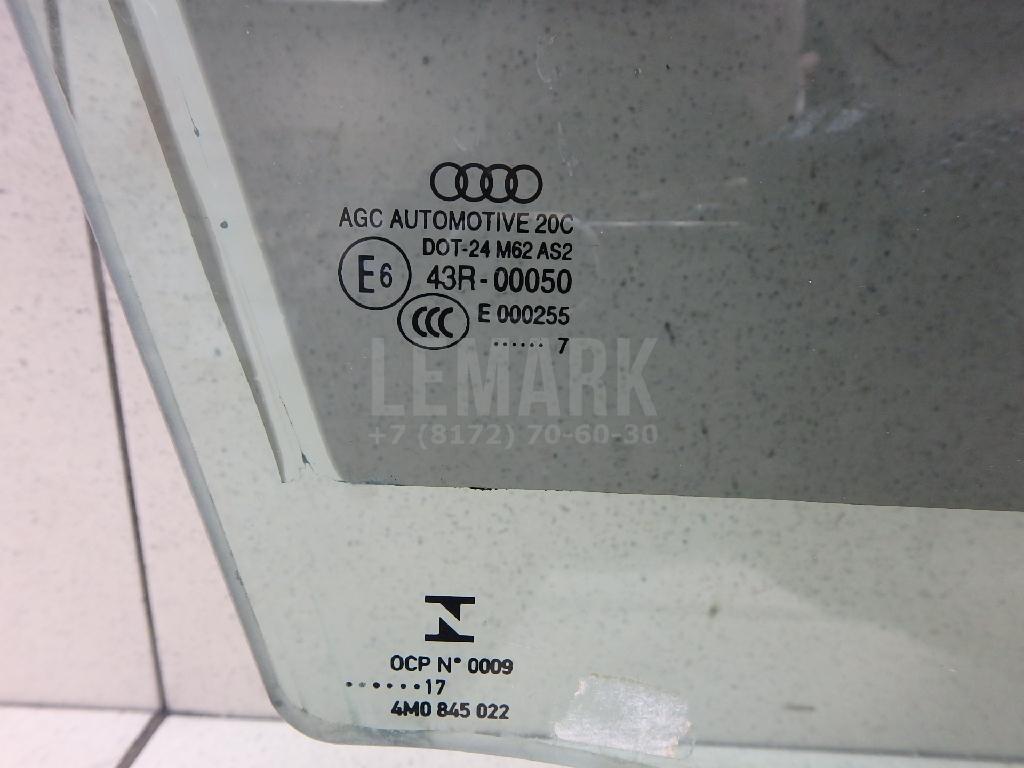 AGC AUTOMOTIVE 20C
DOT-24 M62 AS2
E6 43R-00050
CCC E 000255
...... 7
LEMARK
+7 (8172) 70-60-30
OCP N° 0009
.......17
4M0 845 022